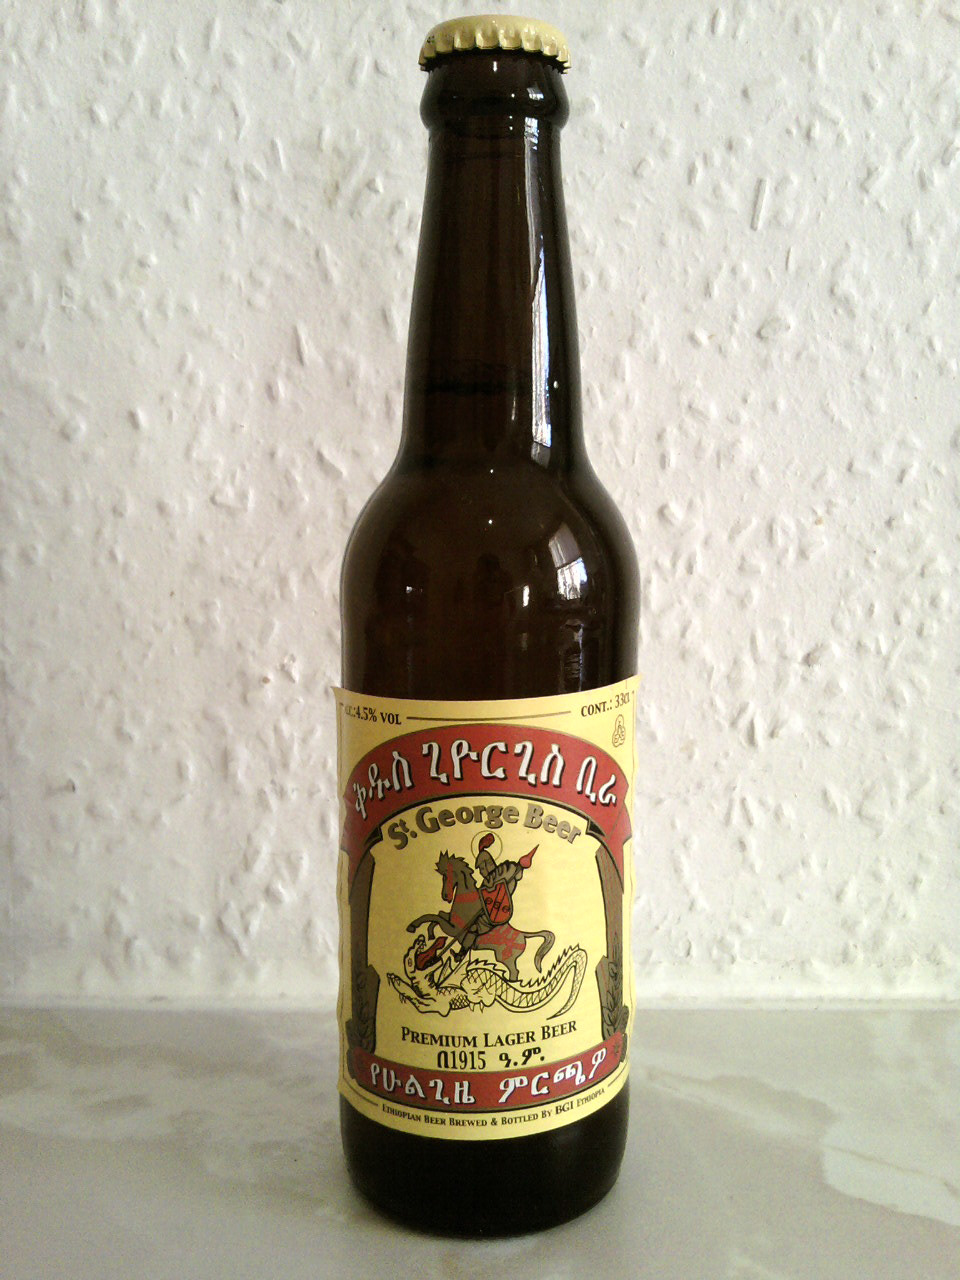 4.5% VOL
CONT.: 33Cl
ቅዱስ ጊዮርጊስ ቢራ
St. George Beer
PREMIUM LAGER BEER
በ1915 ዓ.ም.
የሁልጊዜ ምርጫዎ
ETHIOPIAN BEER BREWED & BOTTLED BY BGI ETHIOPIA